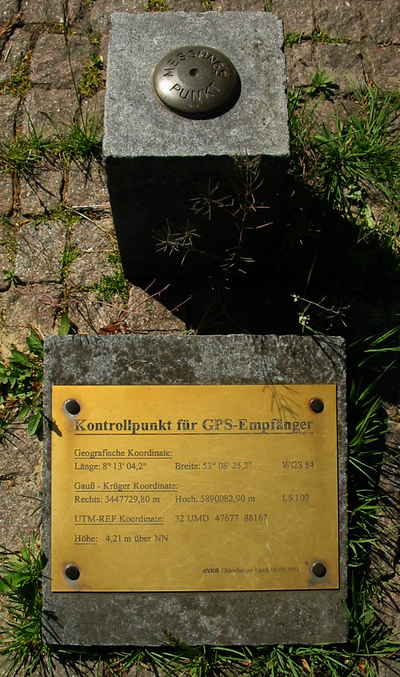 MESSUNGS
PUNKT
Kontrollpunkt für GPS-Empfänger
Geografische Koordinate:
Länge: 8° 13' 04,2" Breite: 53° 08' 25,2" WGS 84
Gauß - Krüger Koordinate:
Rechts: 3447729,80 m Hoch: 5890082,90 m LS 100
UTM-REF Koordinate: 32 UMD 47677 88167
Höhe: 4,21 m über NN